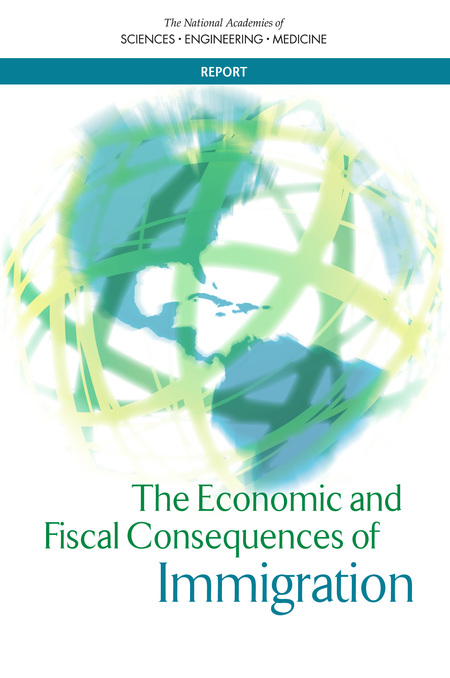 The National Academies of
SCIENCES • ENGINEERING • MEDICINE
REPORT
The Economic and
Fiscal Consequences of
Immigration